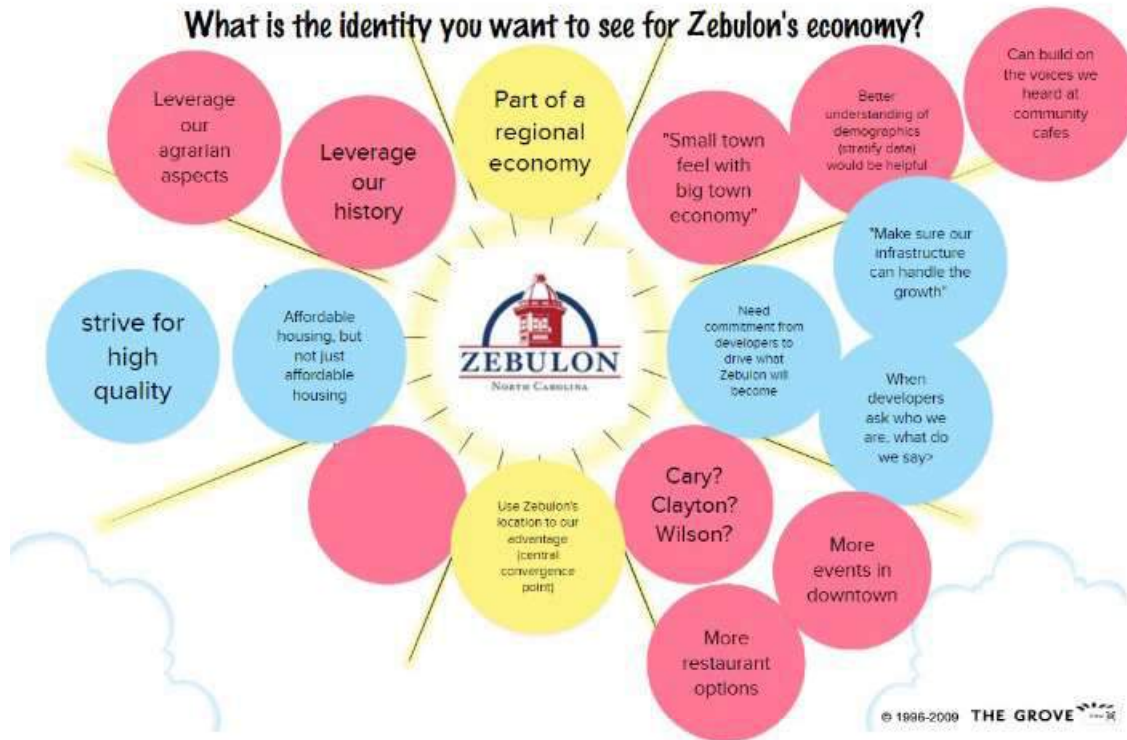 What is the identity you want to see for Zebulon's economy?
Leverage
our
agrarian
aspects
Leverage
our
history
Part of a
regional
economy
"Small town
feel with
big town
economy"
Better
understanding of
demographics
(stratify data)
would be helpful
Can build on
the voices we
heard at
community
cafes
"Make sure our
infrastructure
can handle the
growth"
strive for
high
quality
Affordable
housing, but
not just
affordable
housing
ZEBULON
NORTH CAROLINA
Need
commitment from
developers to
drive what
Zebulon will
become
When
developers
ask who we
are, what do
we say>
Use Zebulon's
location to our
advantage
(central
convergence
point)
Cary?
Clayton?
Wilson?
More
events in
downtown
More
restaurant
options
© 1996-2009 THE GROVE